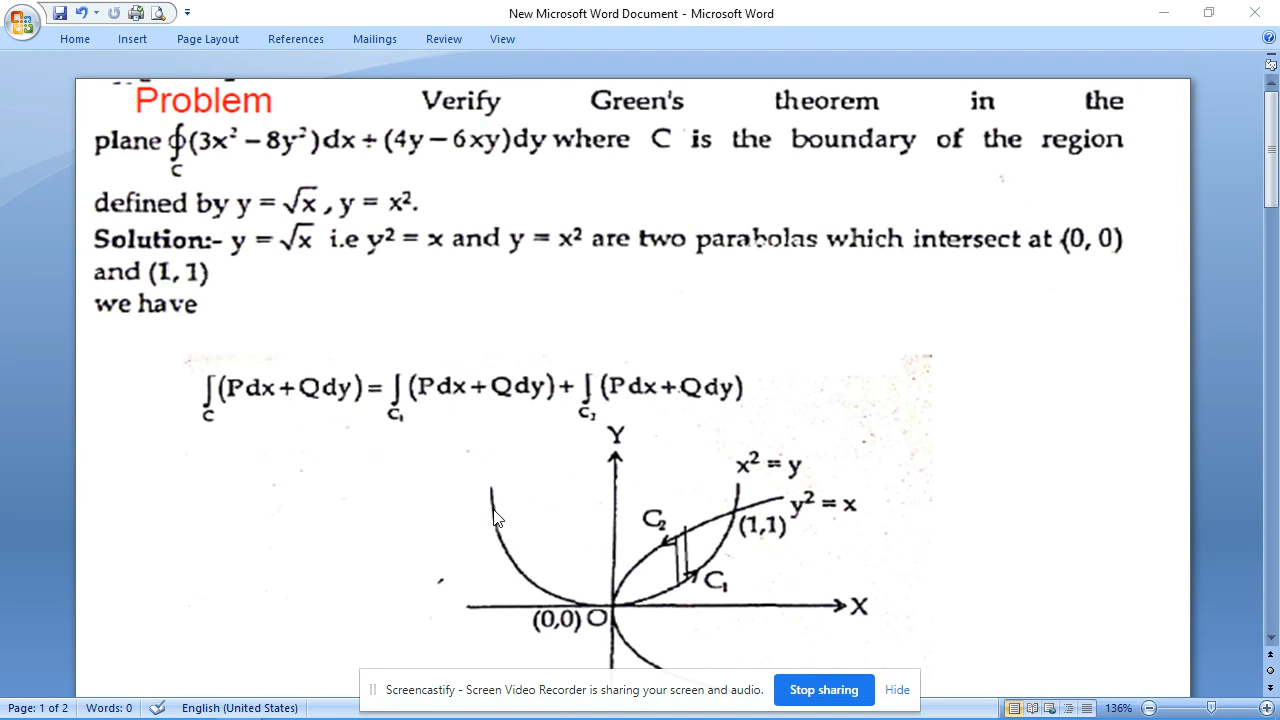 New Microsoft Word Document - Microsoft Word
Home Insert Page Layout References Mailings Review View
Problem Verify Green's theorem in the
plane ∮(3x² − 8y²)dx + (4y − 6xy)dy where C is the boundary of the region
C
defined by y = √x , y = x².
Solution:- y = √x i.e y² = x and y = x² are two parabolas which intersect at (0, 0)
and (1, 1)
we have
∫(Pdx+Qdy) = ∫(Pdx+Qdy) + ∫(Pdx+Qdy)
C C₁ C₂
Y
x² = y
y² = x
C₂
(1,1)
C₁
X
(0,0) O
Screencastify - Screen Video Recorder is sharing your screen and audio. Stop sharing Hide
Page: 1 of 2 Words: 0 English (United States) 136%